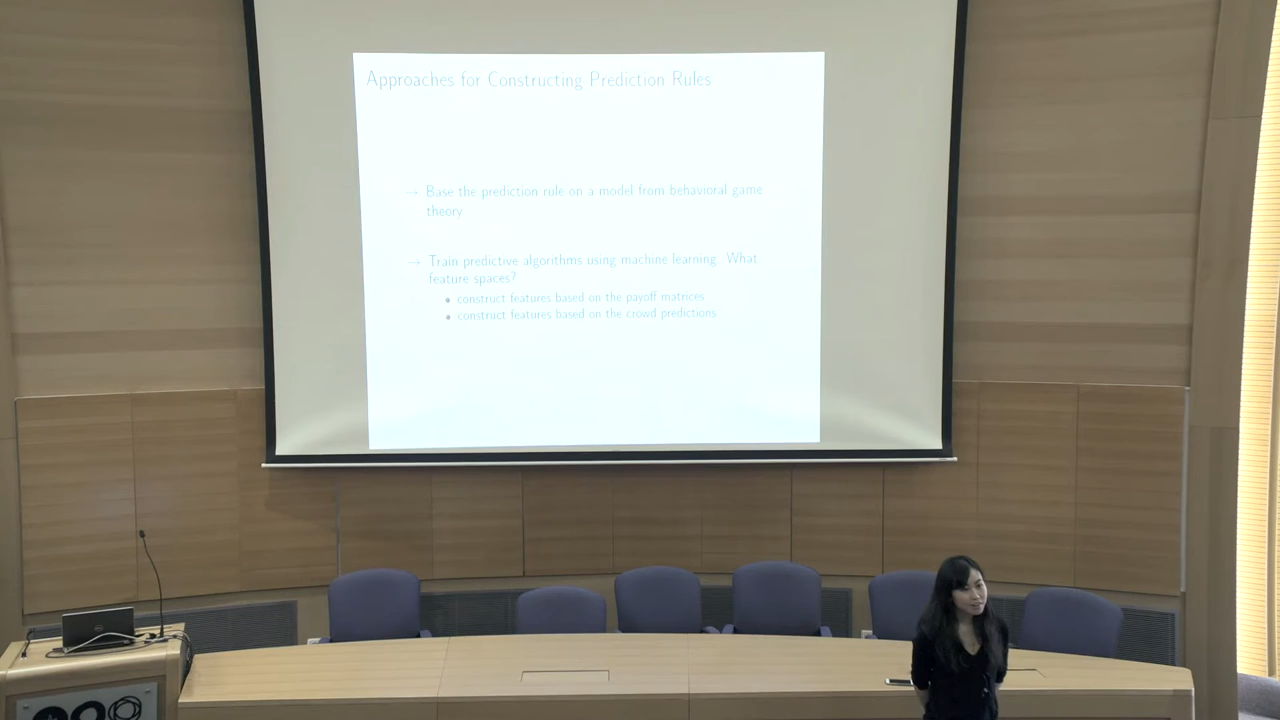 Approaches for Constructing Prediction Rules
→ Base the prediction rule on a model from behavioral game
theory
→ Train predictive algorithms using machine learning. What
feature spaces?
• construct features based on the payoff matrices
• construct features based on the crowd predictions